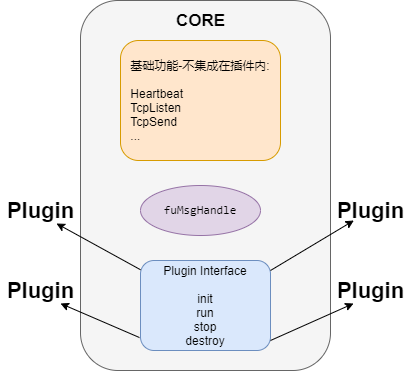 CORE
基础功能-不集成在插件内:
Heartbeat
TcpListen
TcpSend
...
fuMsgHandle
Plugin
Plugin
Plugin Interface
init
run
stop
destroy
Plugin
Plugin